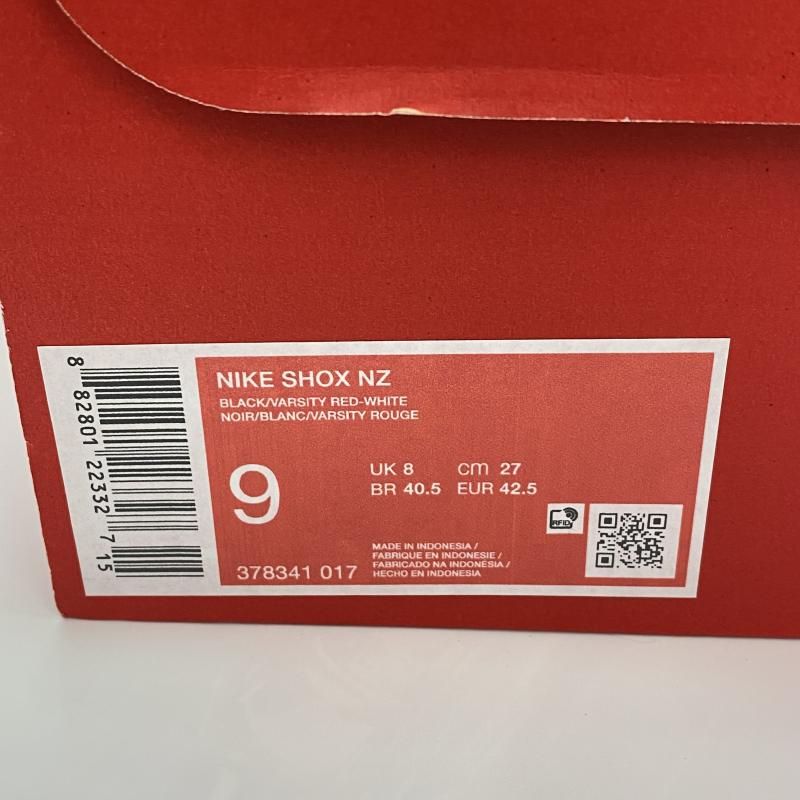 8 82801 22332 7 15
NIKE SHOX NZ
BLACK/VARSITY RED-WHITE
NOIR/BLANC/VARSITY ROUGE
9
UK 8 cm 27
BR 40.5 EUR 42.5
RFID
378341 017
MADE IN INDONESIA /
FABRIQUE EN INDONESIE /
FABRICADO NA INDONÉSIA /
HECHO EN INDONESIA